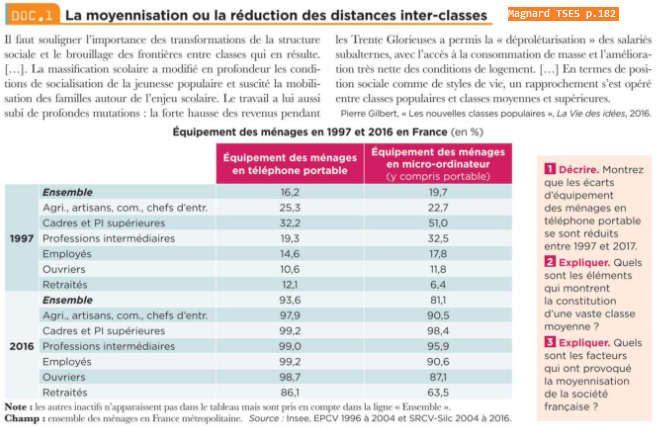 DOC.1 La moyennisation ou la réduction des distances inter-classes
Magnard TSES p.182
Il faut souligner l'importance des transformations de la structure
sociale et le brouillage des frontières entre classes qui en résulte.
[…]. La massification scolaire a modifié en profondeur les condi-
tions de socialisation de la jeunesse populaire et suscité la mobili-
sation des familles autour de l'enjeu scolaire. Le travail a lui aussi
subi de profondes mutations : la forte hausse des revenus pendant
les Trente Glorieuses a permis la « déprolétarisation » des salariés
subalternes, avec l'accès à la consommation de masse et l'améliora-
tion très nette des conditions de logement. […] En termes de posi-
tion sociale comme de styles de vie, un rapprochement s'est opéré
entre classes populaires et classes moyennes et supérieures.
Pierre Gilbert, « Les nouvelles classes populaires », La Vie des idées, 2016.
Équipement des ménages en 1997 et 2016 en France (en %)
Équipement des ménages
en téléphone portable
Équipement des ménages
en micro-ordinateur
(y compris portable)
1997
Ensemble 16,2 19,7
Agri., artisans, com., chefs d'entr. 25,3 22,7
Cadres et PI supérieures 32,2 51,0
Professions intermédiaires 19,3 32,5
Employés 14,6 17,8
Ouvriers 10,6 11,8
Retraités 12,1 6,4
2016
Ensemble 93,6 81,1
Agri., artisans, com., chefs d'entr. 97,9 90,5
Cadres et PI supérieures 99,2 98,4
Professions intermédiaires 99,0 95,9
Employés 99,2 90,6
Ouvriers 98,7 87,1
Retraités 86,1 63,5
Note : les autres inactifs n'apparaissent pas dans le tableau mais sont pris en compte dans la ligne « Ensemble ».
Champ : ensemble des ménages en France métropolitaine. Source : Insee, EPCV 1996 à 2004 et SRCV-Silc 2004 à 2016.
1 Décrire. Montrez
que les écarts
d'équipement
des ménages en
téléphone portable
se sont réduits
entre 1997 et 2017.
2 Expliquer. Quels
sont les éléments
qui montrent
la constitution
d'une vaste classe
moyenne ?
3 Expliquer. Quels
sont les facteurs
qui ont provoqué
la moyennisation
de la société
française ?